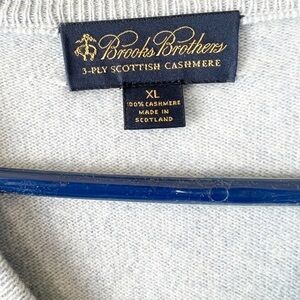 Brooks Brothers
3-PLY SCOTTISH CASHMERE
XL
100% CASHMERE
MADE IN
SCOTLAND